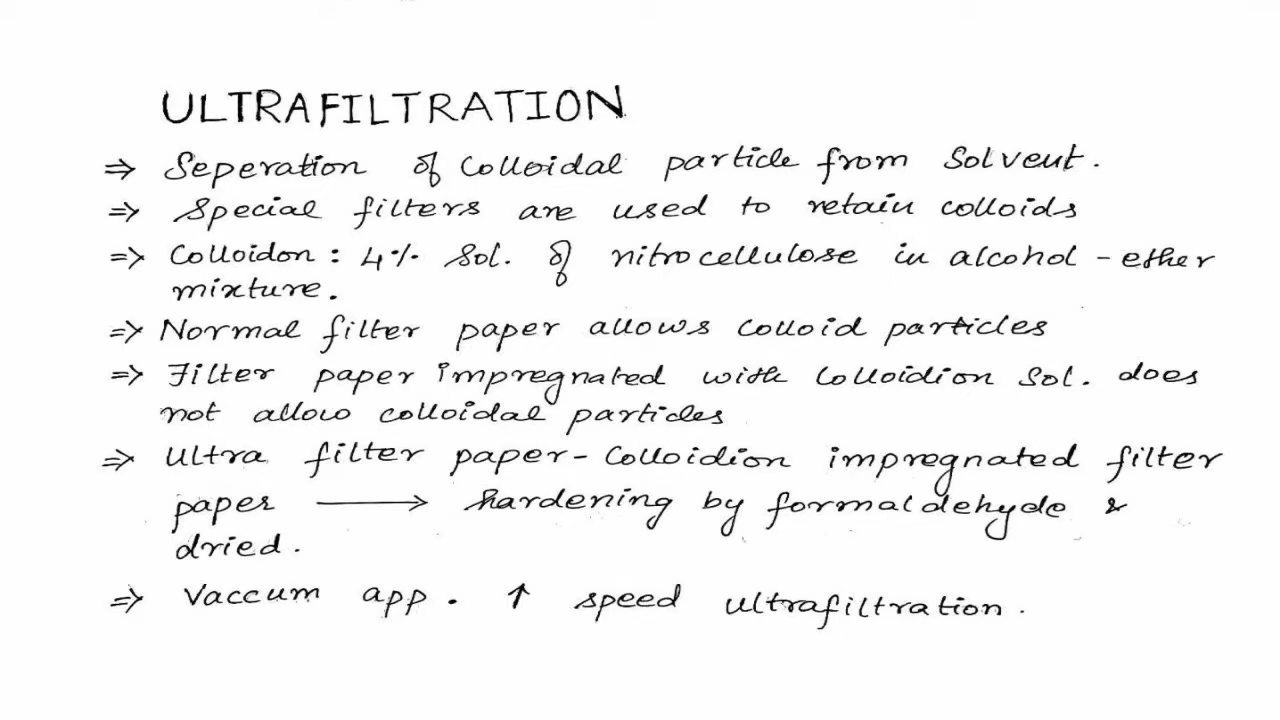 ULTRAFILTRATION
⇒ Seperation of Colloidal particle from Solvent.
⇒ Special filters are used to retain colloids
⇒ Colloidon : 4% Sol. of nitrocellulose in alcohol - ether
mixture.
⇒ Normal filter paper allows colloid particles
⇒ Filter paper impregnated with Colloidion Sol. does
not allow colloidal particles
⇒ Ultra filter paper - Colloidion impregnated filter
paper ⟶ hardening by formaldehyde &
dried.
⇒ Vaccum app. ↑ speed ultrafiltration.